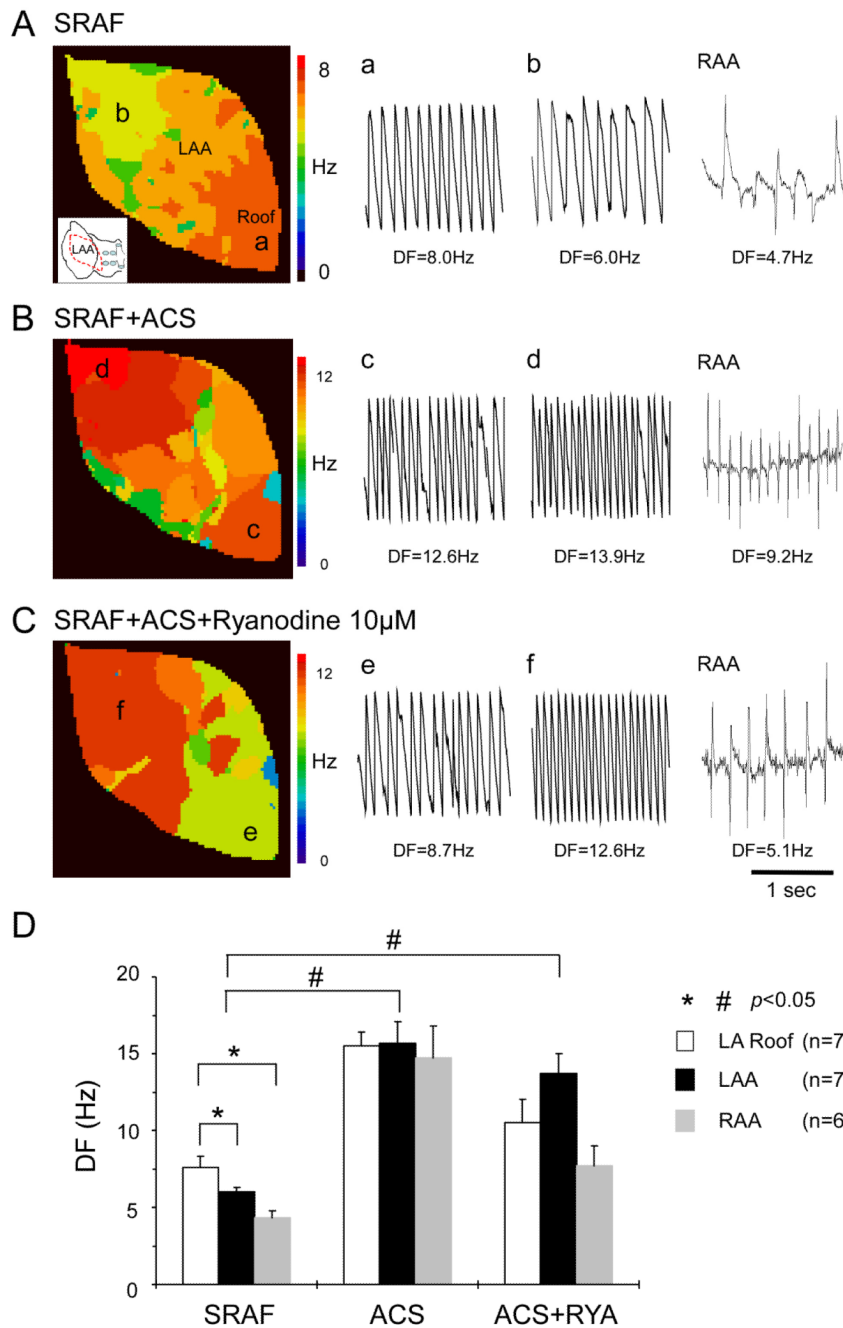 A SRAF
8
Hz
0
b
LAA
Roof
a
LAA
a
b
RAA
DF=8.0Hz
DF=6.0Hz
DF=4.7Hz
B SRAF+ACS
12
Hz
0
d
c
c
d
RAA
DF=12.6Hz
DF=13.9Hz
DF=9.2Hz
C SRAF+ACS+Ryanodine 10µM
12
Hz
0
f
e
e
f
RAA
DF=8.7Hz
DF=12.6Hz
DF=5.1Hz
1 sec
D
DF (Hz)
20
15
10
5
0
* * # #
* # p<0.05
LA Roof (n=7
LAA (n=7
RAA (n=6
SRAF ACS ACS+RYA